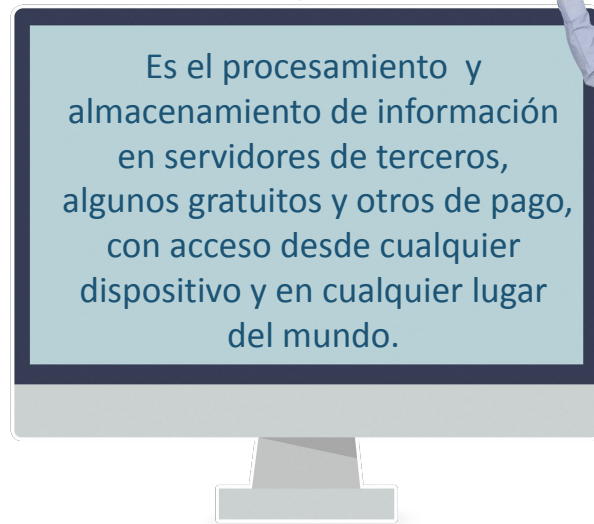 Es el procesamiento y
almacenamiento de información
en servidores de terceros,
algunos gratuitos y otros de pago,
con acceso desde cualquier
dispositivo y en cualquier lugar
del mundo.